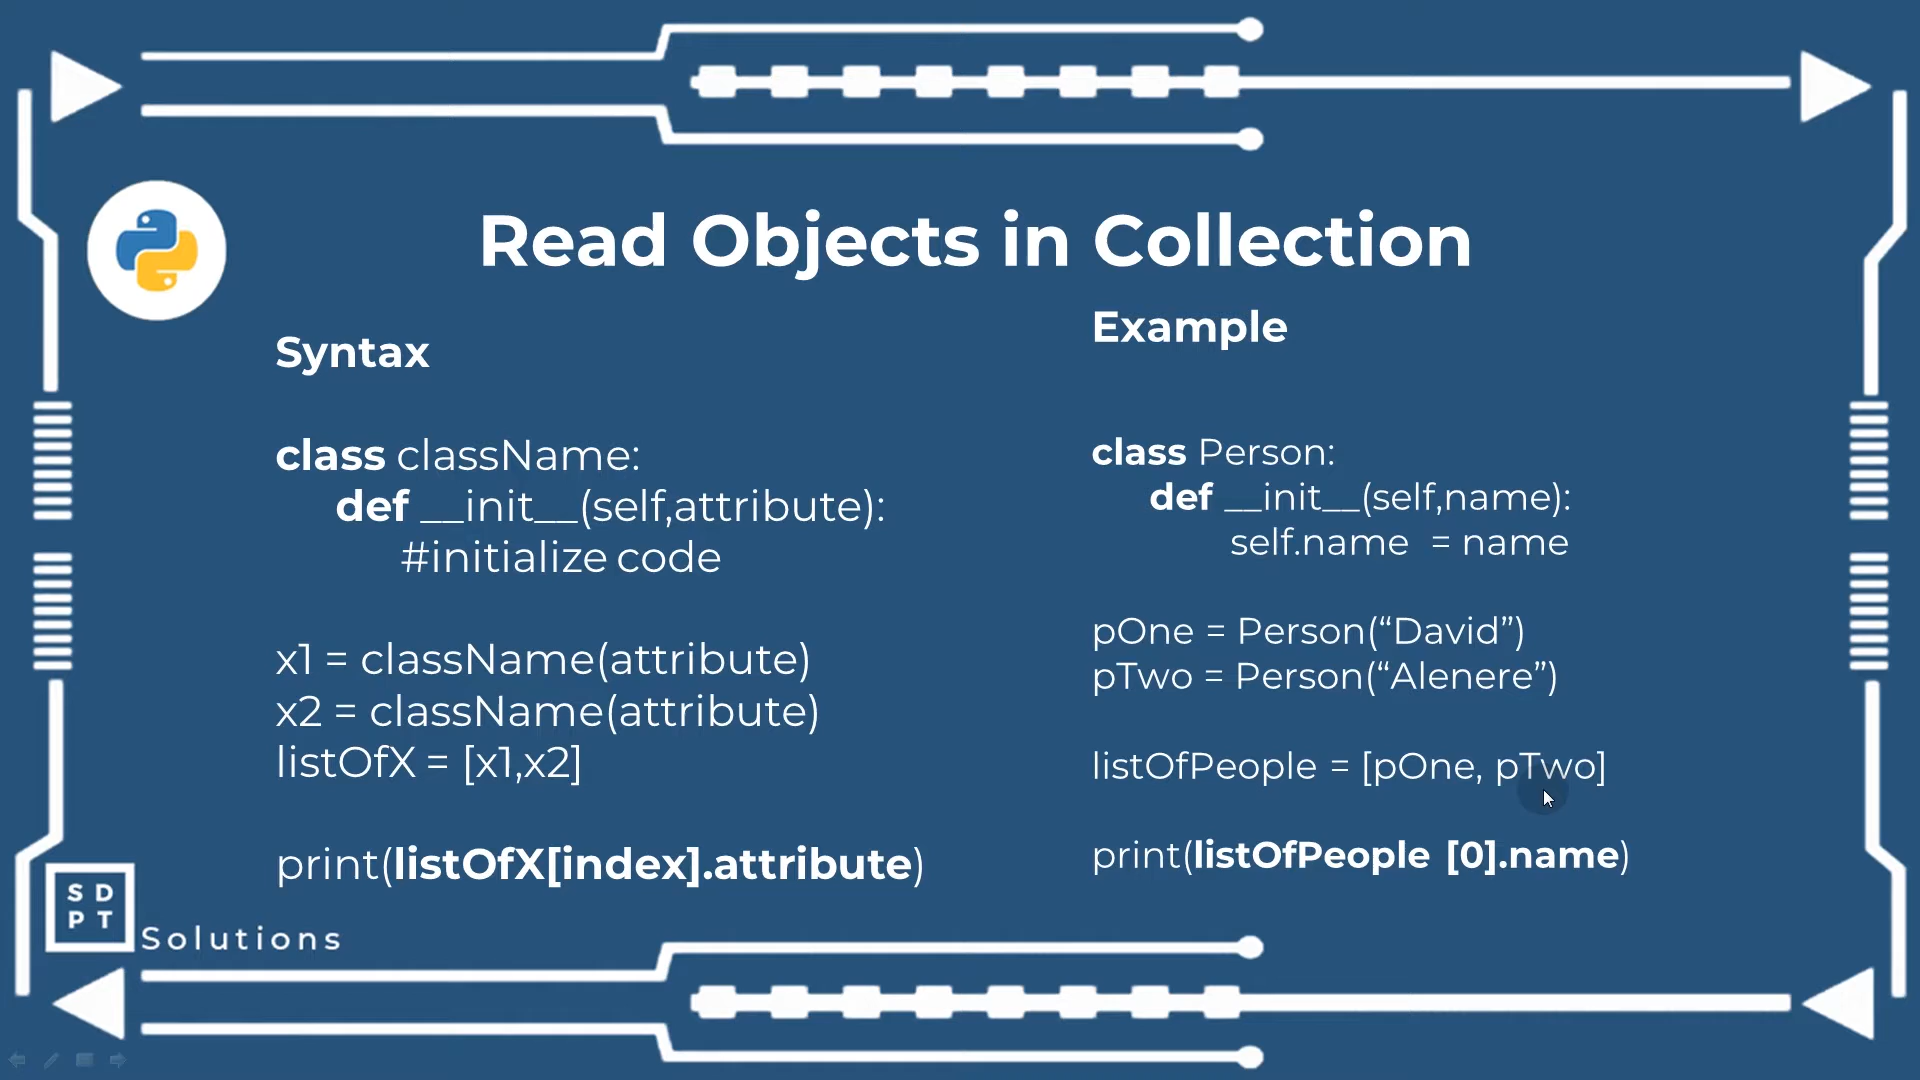 Read Objects in Collection
Syntax
class className:
def __init__(self,attribute):
#initialize code
x1 = className(attribute)
x2 = className(attribute)
listOfX = [x1,x2]
print(listOfX[index].attribute)
Example
class Person:
def __init__(self,name):
self.name  = name
pOne = Person(“David”)
pTwo = Person(“Alenere”)
listOfPeople = [pOne, pTwo]
print(listOfPeople [0].name)
S D
P T
Solutions